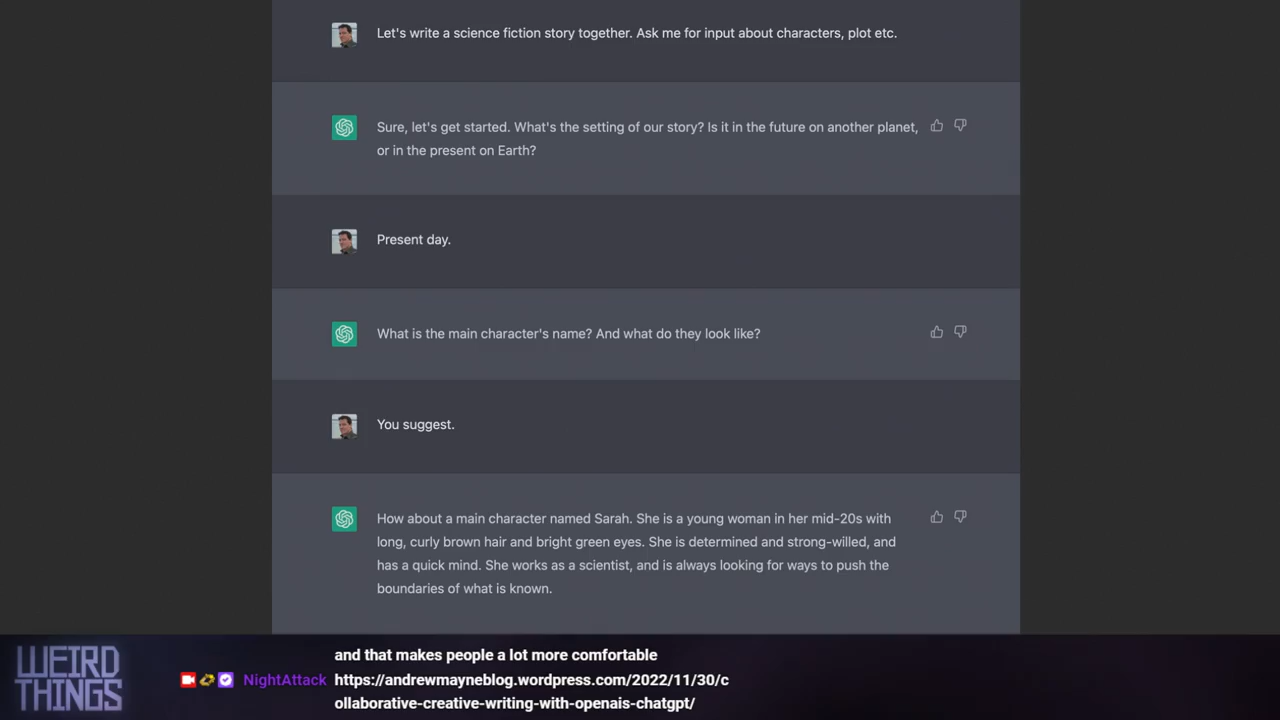 Let's write a science fiction story together. Ask me for input about characters, plot etc.
Sure, let's get started. What's the setting of our story? Is it in the future on another planet,
or in the present on Earth?
Present day.
What is the main character's name? And what do they look like?
You suggest.
How about a main character named Sarah. She is a young woman in her mid-20s with
long, curly brown hair and bright green eyes. She is determined and strong-willed, and
has a quick mind. She works as a scientist, and is always looking for ways to push the
boundaries of what is known.
WEIRD
THINGS
and that makes people a lot more comfortable
NightAttack https://andrewmayneblog.wordpress.com/2022/11/30/c
ollaborative-creative-writing-with-openais-chatgpt/